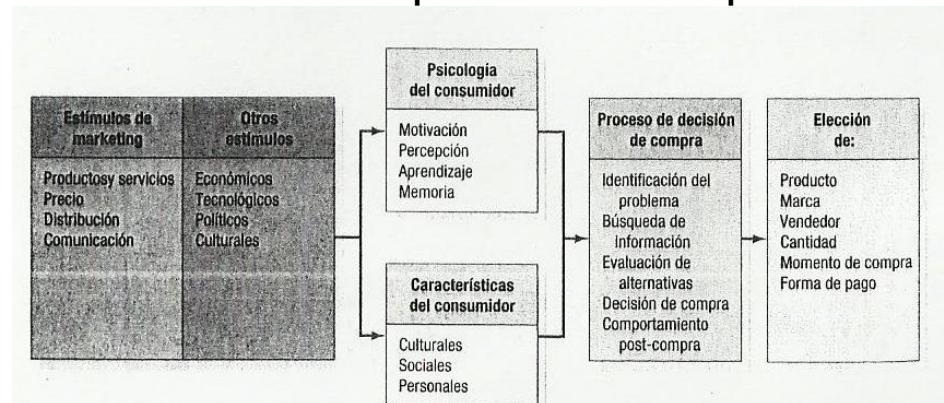 Estímulos de
marketing
Productosy servicios
Precio
Distribución
Comunicación
Otros
estímulos
Económicos
Tecnológicos
Políticos
Culturales
Psicología
del consumidor
Motivación
Percepción
Aprendizaje
Memoria
Características
del consumidor
Culturales
Sociales
Personales
Proceso de decisión
de compra
Identificación del
problema
Búsqueda de
información
Evaluación de
alternativas
Decisión de compra
Comportamiento
post-compra
Elección
de:
Producto
Marca
Vendedor
Cantidad
Momento de compra
Forma de pago